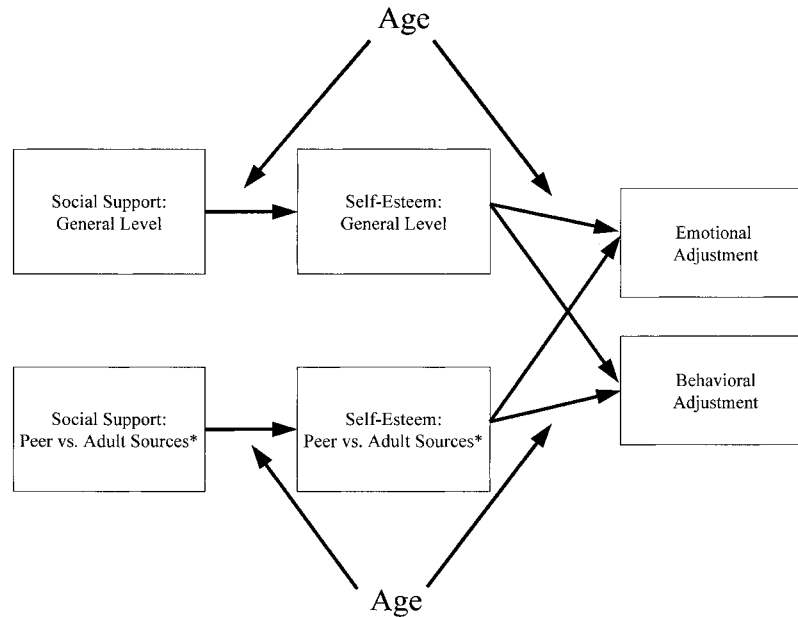 Age
Social Support:
General Level
Self-Esteem:
General Level
Emotional
Adjustment
Social Support:
Peer vs. Adult Sources*
Self-Esteem:
Peer vs. Adult Sources*
Behavioral
Adjustment
Age